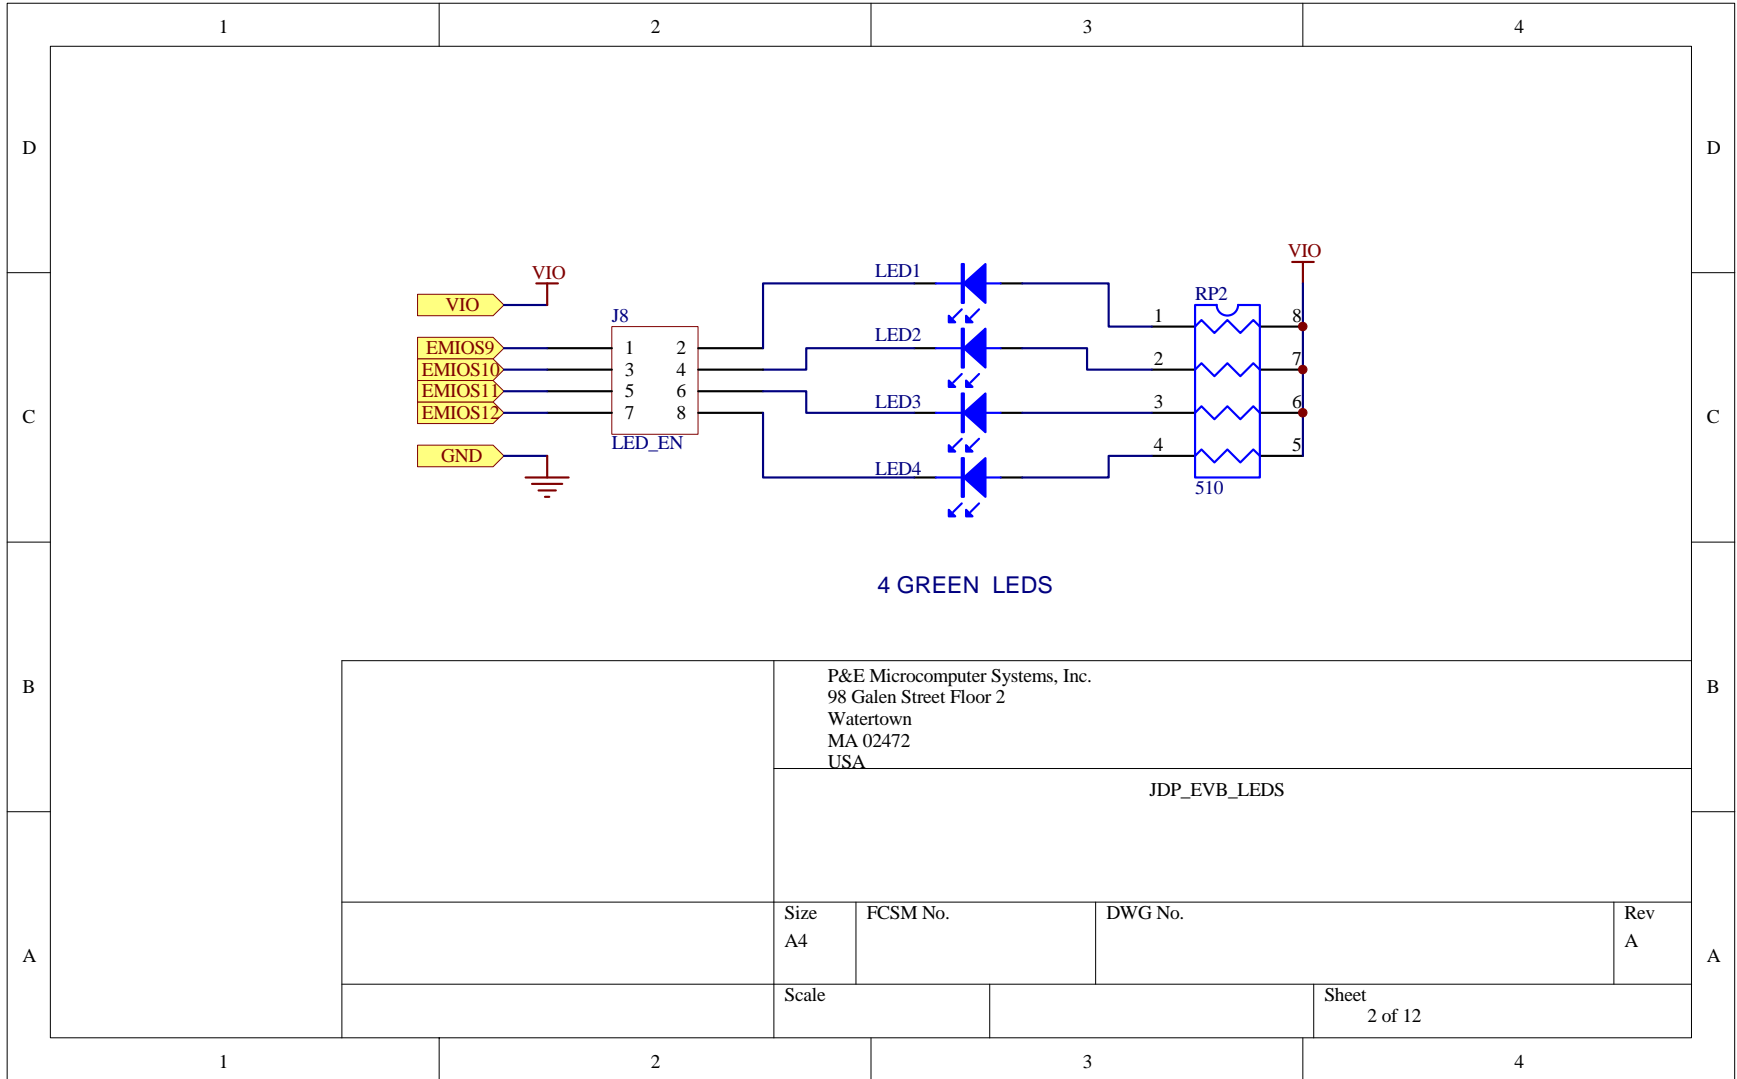 1 2 3 4
D D
VIO
LED1
VIO
RP2
VIO
J8
1 8
EMIOS9 1 2 LED2
EMIOS10 3 4
2 7
EMIOS11 5 6
LED3 3 6
EMIOS12 7 8
C C
LED_EN
4 5
GND
LED4
510
4 GREEN LEDS
P&E Microcomputer Systems, Inc.
B B
98 Galen Street Floor 2
Watertown
MA 02472
USA
JDP_EVB_LEDS
Size FCSM No. DWG No. Rev
A4 A
A A
Scale Sheet
2 of 12
1 2 3 4